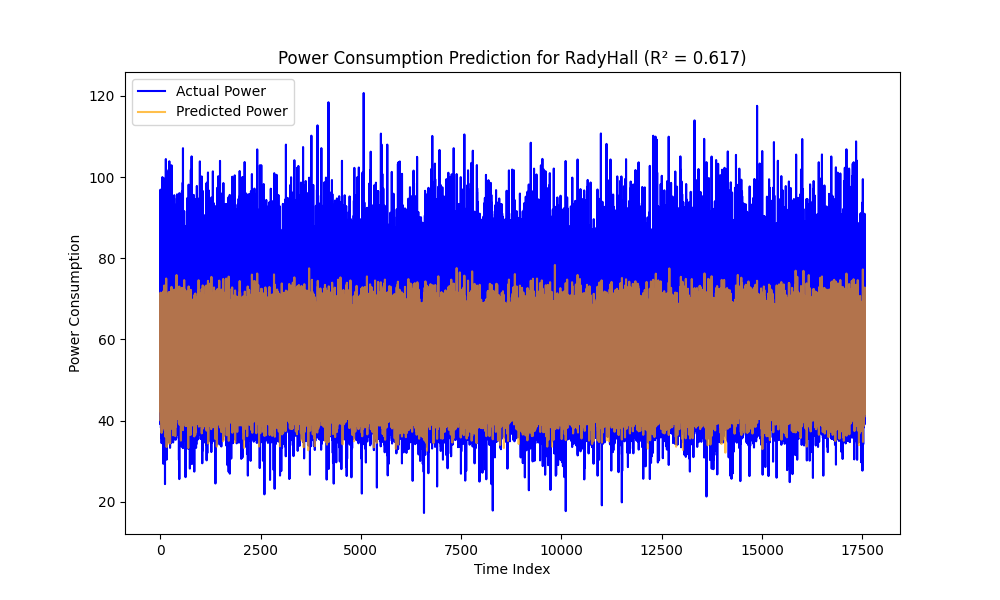 Power Consumption Prediction for RadyHall (R² = 0.617)
Actual Power
Predicted Power
Power Consumption
120
100
80
60
40
20
0
2500
5000
7500
10000
12500
15000
17500
Time Index